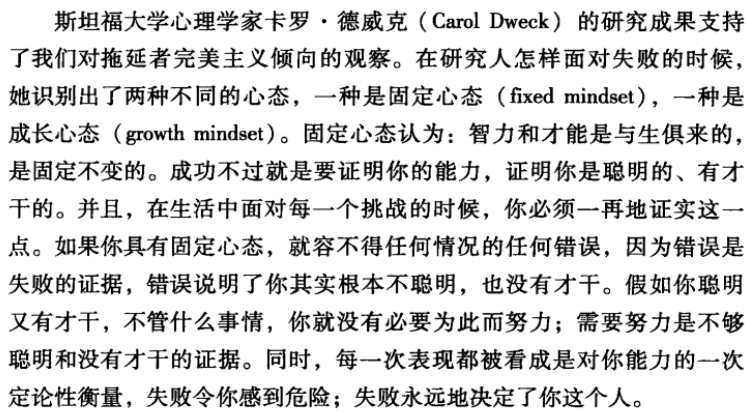 斯坦福大学心理学家卡罗·德威克（Carol Dweck）的研究成果支持
了我们对拖延者完美主义倾向的观察。在研究人怎样面对失败的时候，
她识别出了两种不同的心态，一种是固定心态（fixed mindset），一种是
成长心态（growth mindset）。固定心态认为：智力和才能是与生俱来的，
是固定不变的。成功不过就是要证明你的能力，证明你是聪明的、有才
干的。并且，在生活中面对每一个挑战的时候，你必须一再地证实这一
点。如果你具有固定心态，就容不得任何情况的任何错误，因为错误是
失败的证据，错误说明了你其实根本不聪明，也没有才干。假如你聪明
又有才干，不管什么事情，你就没有必要为此而努力；需要努力是不够
聪明和没有才干的证据。同时，每一次表现都被看成是对你能力的一次
定论性衡量，失败令你感到危险；失败永远地决定了你这个人。